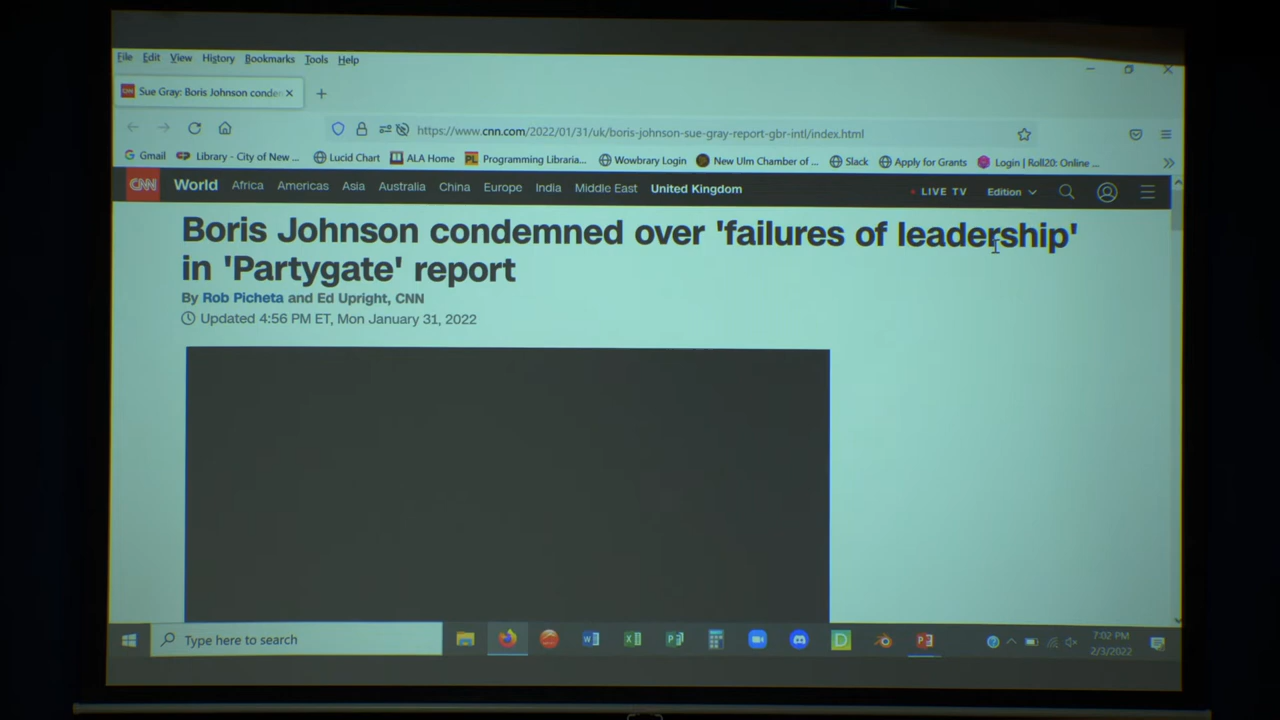 File Edit View History Bookmarks Tools Help
CNN Sue Gray: Boris Johnson conde
https://www.cnn.com/2022/01/31/uk/boris-johnson-sue-gray-report-gbr-intl/index.html
G Gmail Library - City of New ... Lucid Chart ALA Home PL Programming Libraria... Wowbrary Login New Ulm Chamber of ... Slack Apply for Grants Login | Roll20: Online ...
CNN World Africa Americas Asia Australia China Europe India Middle East United Kingdom LIVE TV Edition
Boris Johnson condemned over 'failures of leadership'
in 'Partygate' report
By Rob Picheta and Ed Upright, CNN
Updated 4:56 PM ET, Mon January 31, 2022
Type here to search
7:02 PM
2/3/2022